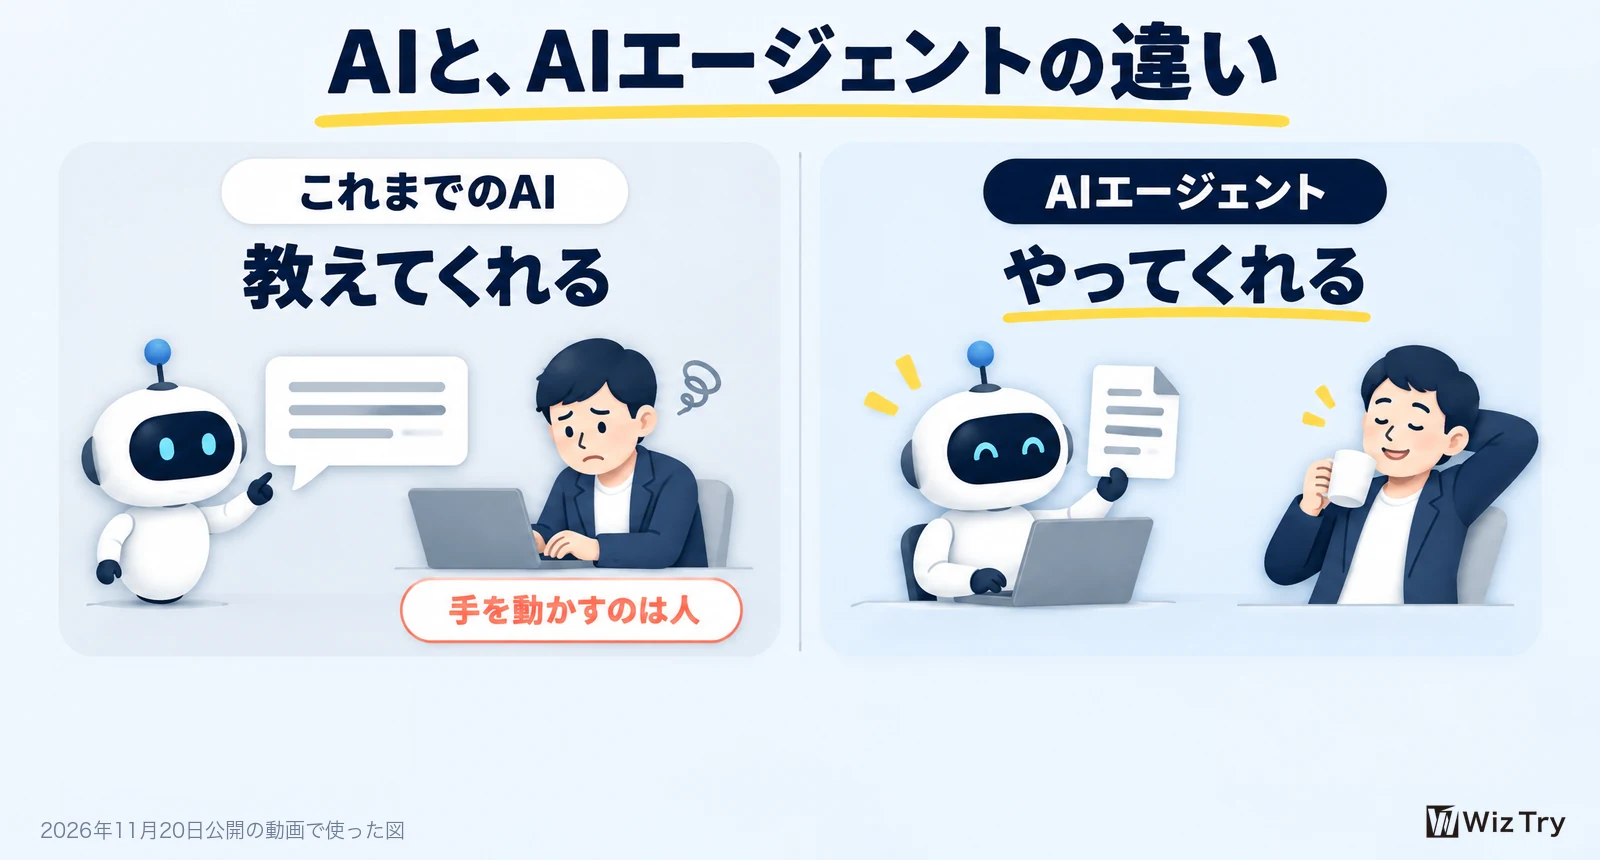 AIと、AIエージェントの違い
これまでのAI
教えてくれる
手を動かすのは人
AIエージェント
やってくれる
2026年11月20日公開の動画で使った図
Wiz Try